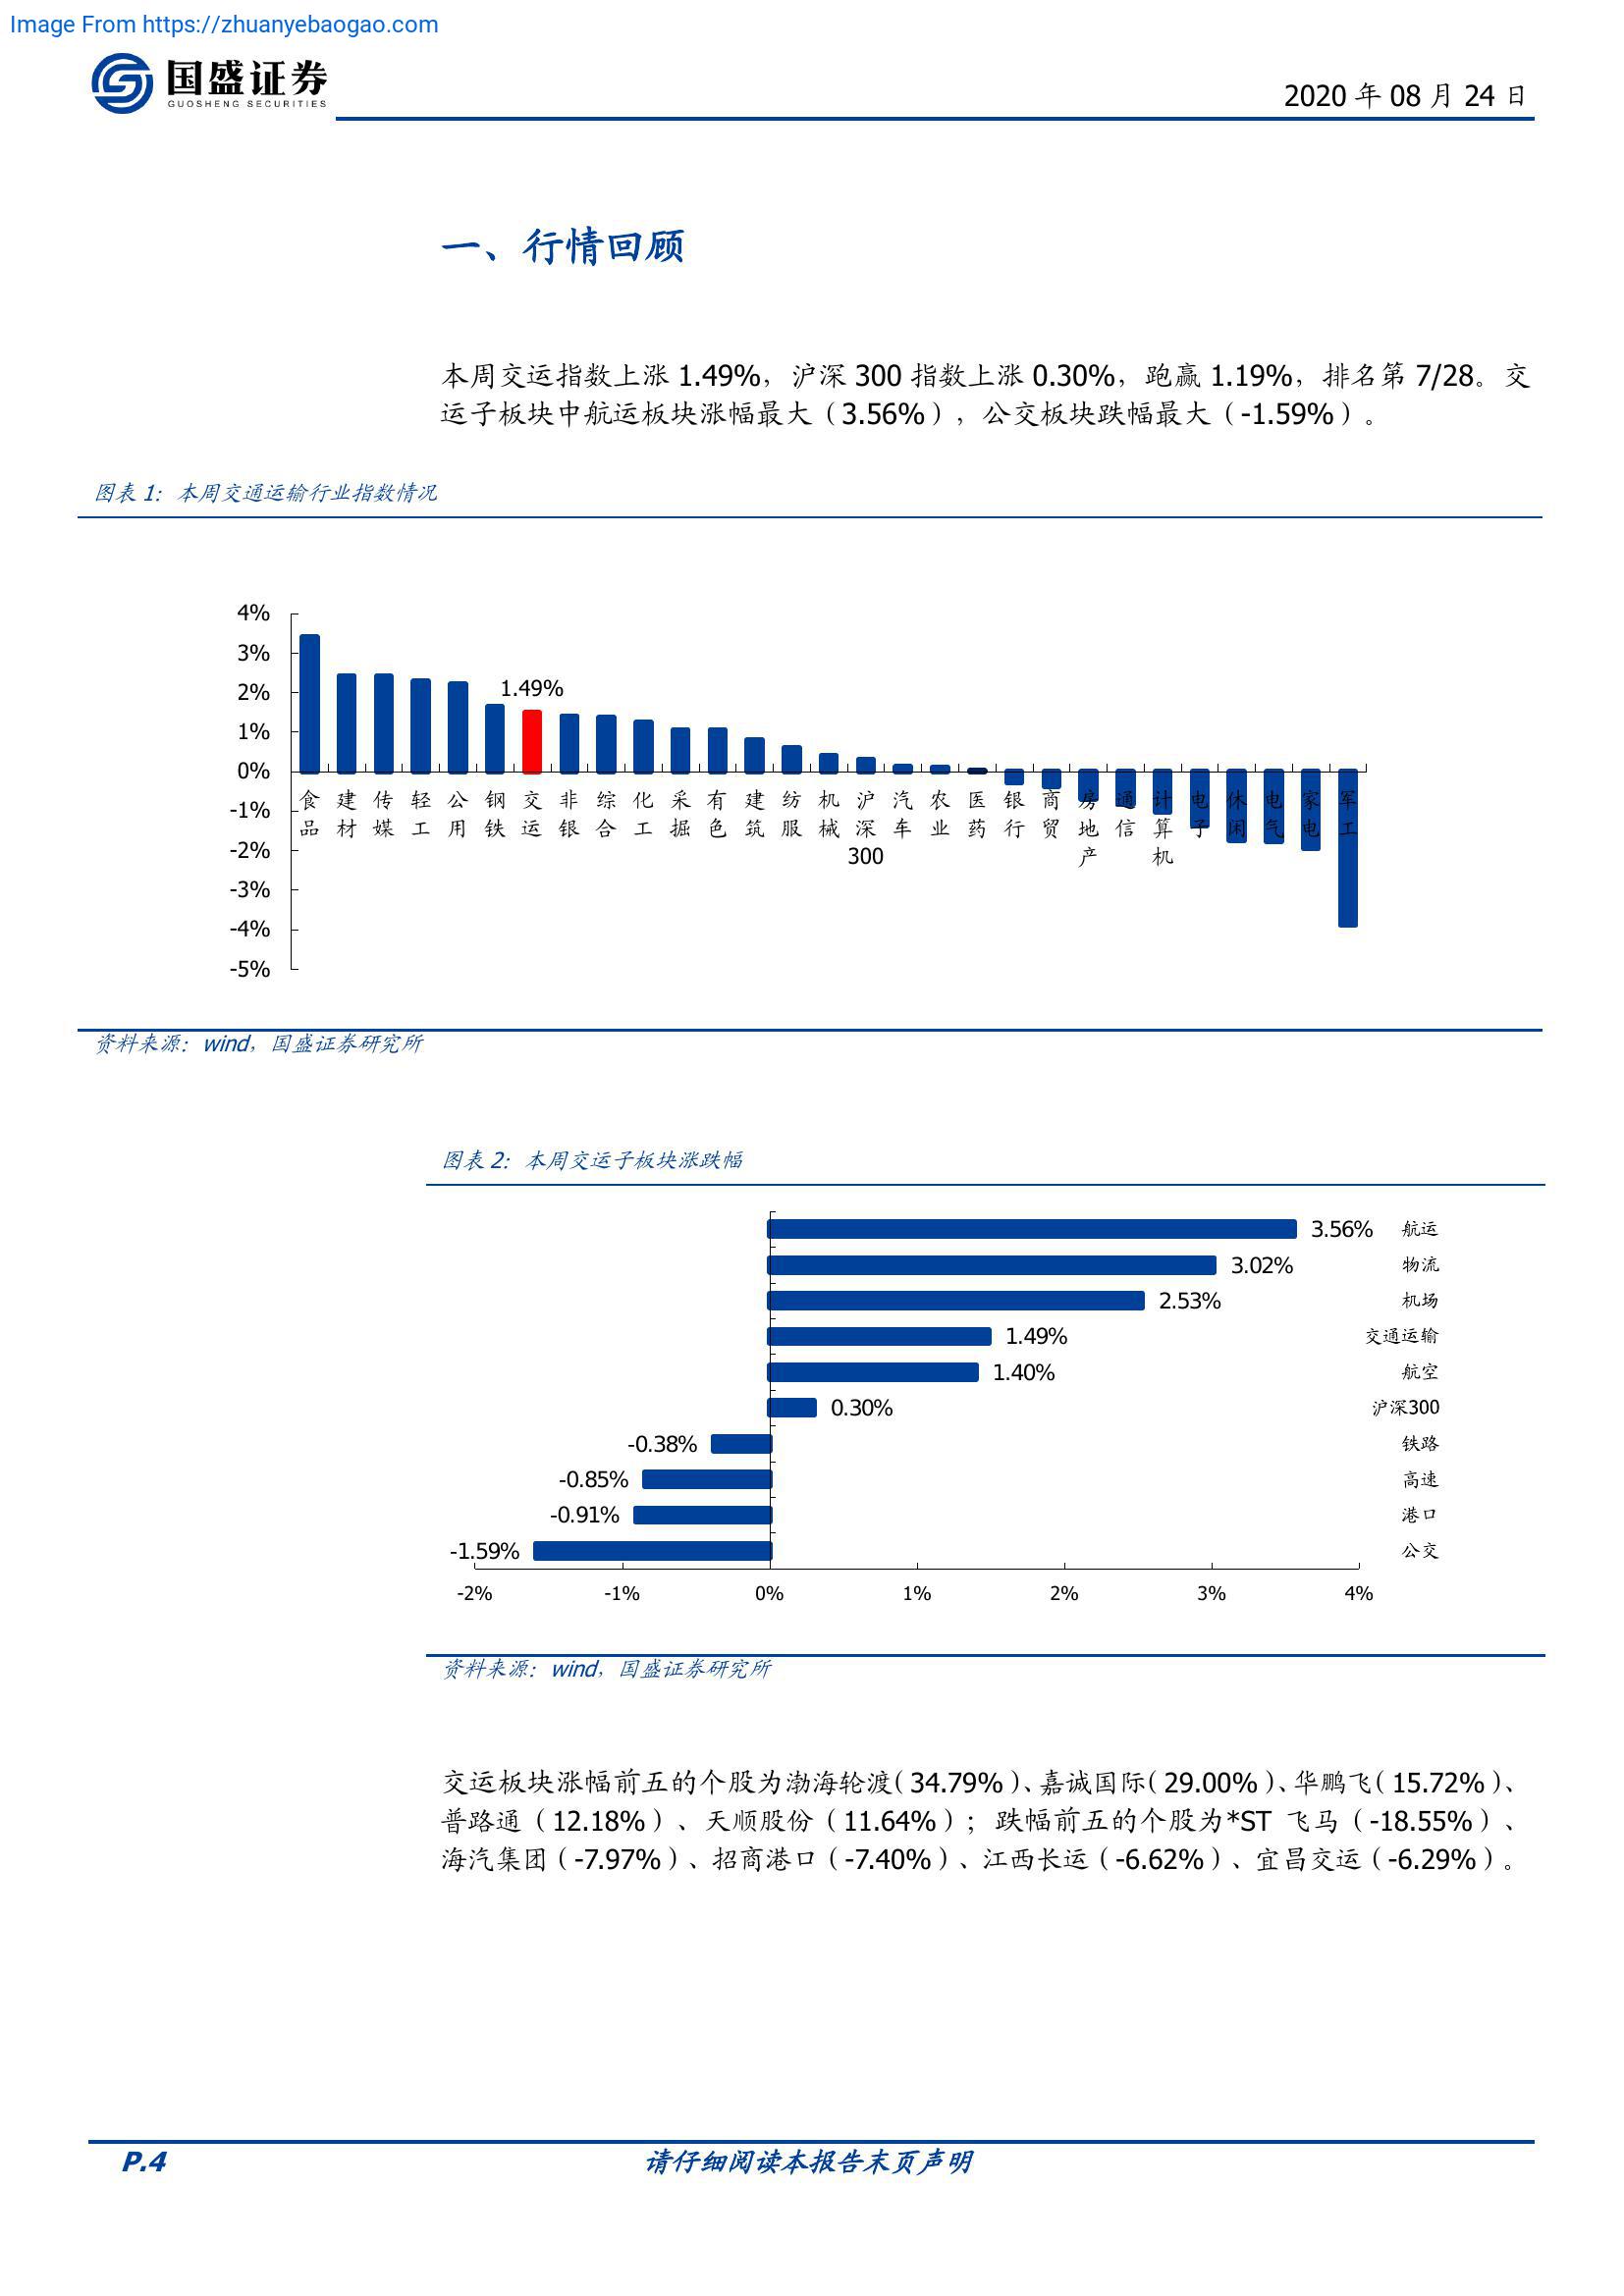 Image From https://zhuanyebaogao.com
国盛证券
GUOSHENG SECURITIES
2020 年 08 月 24 日
一、行情回顾
本周交运指数上涨 1.49%，沪深 300 指数上涨 0.30%，跑赢 1.19%，排名第 7/28。交
运子板块中航运板块涨幅最大（3.56%），公交板块跌幅最大（-1.59%）。
图表 1：本周交通运输行业指数情况
4%
3%
2%
1%
0%
-1%
-2%
-3%
-4%
-5%
1.49%
食品
建材
传媒
轻工
公用
钢铁
交运
非银
综合
化工
采掘
有色
建筑
纺服
机械
沪深300
汽车
农业
医药
银行
商贸
房地产
通信
计算机
电子
休闲
电气
家电
军工
资料来源：wind，国盛证券研究所
图表 2：本周交运子板块涨跌幅
3.56% 航运
3.02% 物流
2.53% 机场
1.49% 交通运输
1.40% 航空
0.30% 沪深300
-0.38% 铁路
-0.85% 高速
-0.91% 港口
-1.59% 公交
-2% -1% 0% 1% 2% 3% 4%
资料来源：wind，国盛证券研究所
交运板块涨幅前五的个股为渤海轮渡（34.79%）、嘉诚国际（29.00%）、华鹏飞（15.72%）、
普路通（12.18%）、天顺股份（11.64%）；跌幅前五的个股为*ST 飞马（-18.55%）、
海汽集团（-7.97%）、招商港口（-7.40%）、江西长运（-6.62%）、宜昌交运（-6.29%）。
P.4 请仔细阅读本报告末页声明